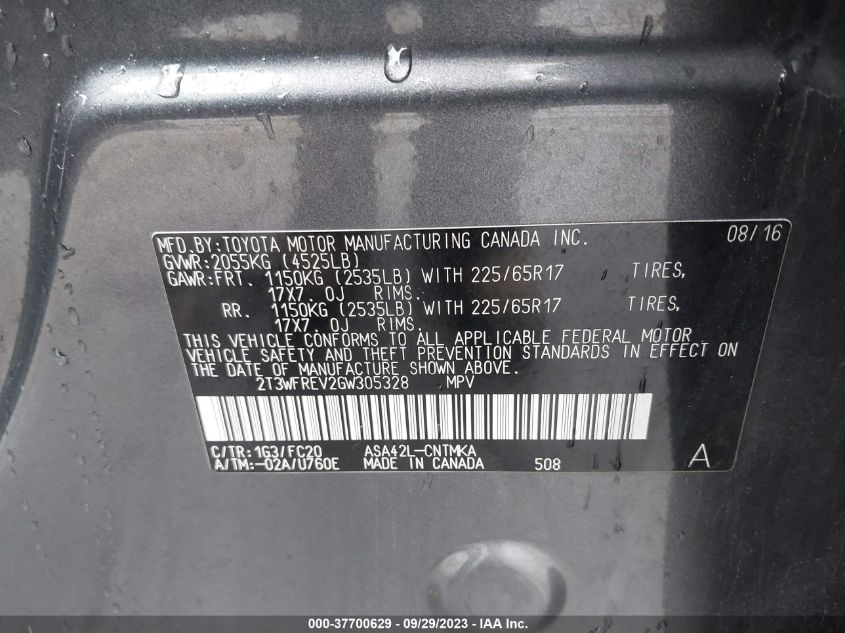 MFD.BY:TOYOTA MOTOR MANUFACTURING CANADA INC. 08/16
GVWR:2055KG (4525LB)
GAWR:FRT. 1150KG (2535LB) WITH 225/65R17 TIRES,
17X7.0J RIMS.
RR. 1150KG (2535LB) WITH 225/65R17 TIRES,
17X7.0J RIMS.
THIS VEHICLE CONFORMS TO ALL APPLICABLE FEDERAL MOTOR
VEHICLE SAFETY AND THEFT PREVENTION STANDARDS IN EFFECT ON
THE DATE OF MANUFACTURE SHOWN ABOVE.
2T3WFREV2GW305328 MPV
C/TR:1G3/FC20 ASA42L-CNTMKA
A/TM:-02A/U760E MADE IN CANADA 508 A
000-37700629 - 09/29/2023 - IAA Inc.